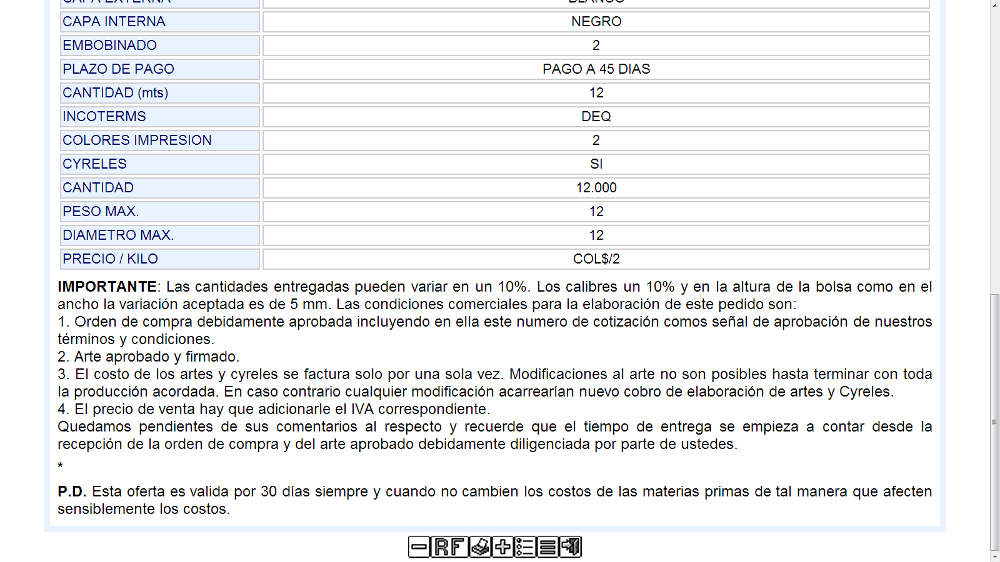 CAPA EXTERNA BLANCO
CAPA INTERNA NEGRO
EMBOBINADO 2
PLAZO DE PAGO PAGO A 45 DIAS
CANTIDAD (mts) 12
INCOTERMS DEQ
COLORES IMPRESION 2
CYRELES SI
CANTIDAD 12.000
PESO MAX. 12
DIAMETRO MAX. 12
PRECIO / KILO COL$/2
IMPORTANTE: Las cantidades entregadas pueden variar en un 10%. Los calibres un 10% y en la altura de la bolsa como en el
ancho la variación aceptada es de 5 mm. Las condiciones comerciales para la elaboración de este pedido son:
1. Orden de compra debidamente aprobada incluyendo en ella este numero de cotización comos señal de aprobación de nuestros
términos y condiciones.
2. Arte aprobado y firmado.
3. El costo de los artes y cyreles se factura solo por una sola vez. Modificaciones al arte no son posibles hasta terminar con toda
la producción acordada. En caso contrario cualquier modificación acarrearían nuevo cobro de elaboración de artes y Cyreles.
4. El precio de venta hay que adicionarle el IVA correspondiente.
Quedamos pendientes de sus comentarios al respecto y recuerde que el tiempo de entrega se empieza a contar desde la
recepción de la orden de compra y del arte aprobado debidamente diligenciada por parte de ustedes.
*
P.D. Esta oferta es valida por 30 días siempre y cuando no cambien los costos de las materias primas de tal manera que afecten
sensiblemente los costos.
RF